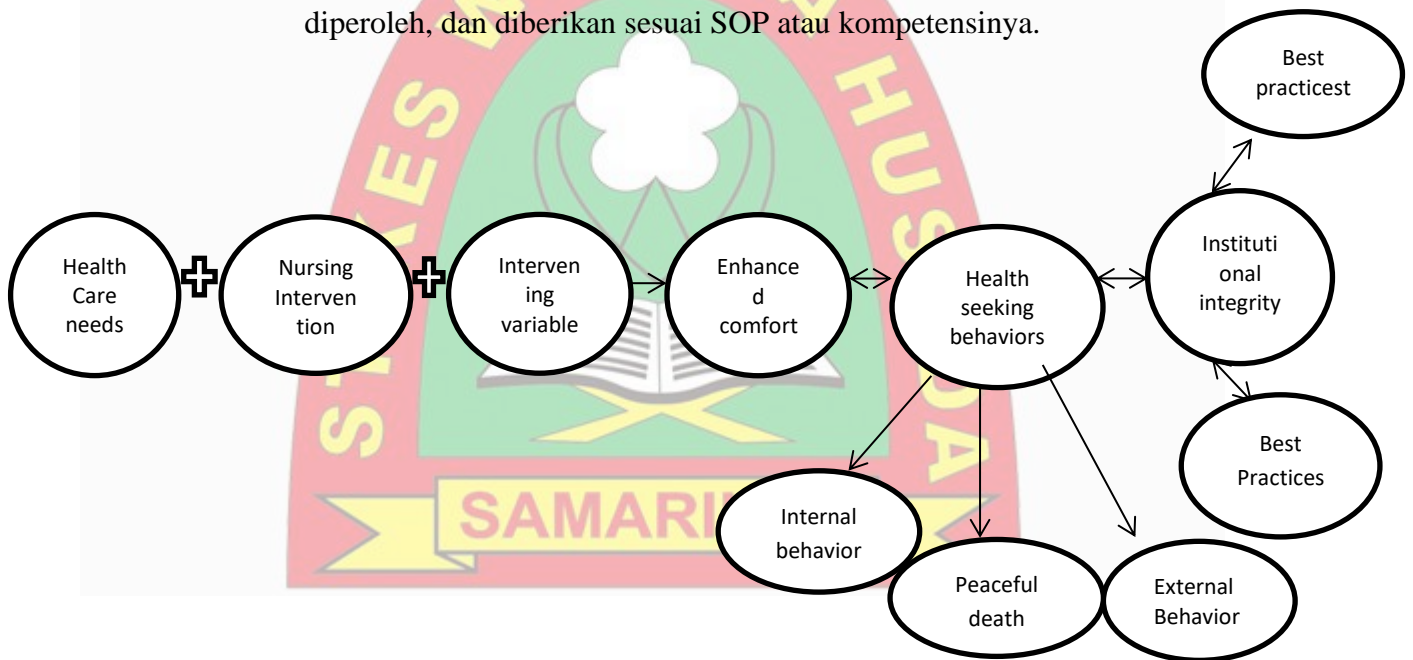 diperoleh, dan diberikan sesuai SOP atau kompetensinya.
Best
practicest
Health
Care
needs
Nursing
Interven
tion
Interven
ing
variable
Enhance
d
comfort
Health
seeking
behaviors
Instituti
onal
integrity
Best
Practices
Internal
behavior
Peaceful
death
External
Behavior
HUS
SAMARI